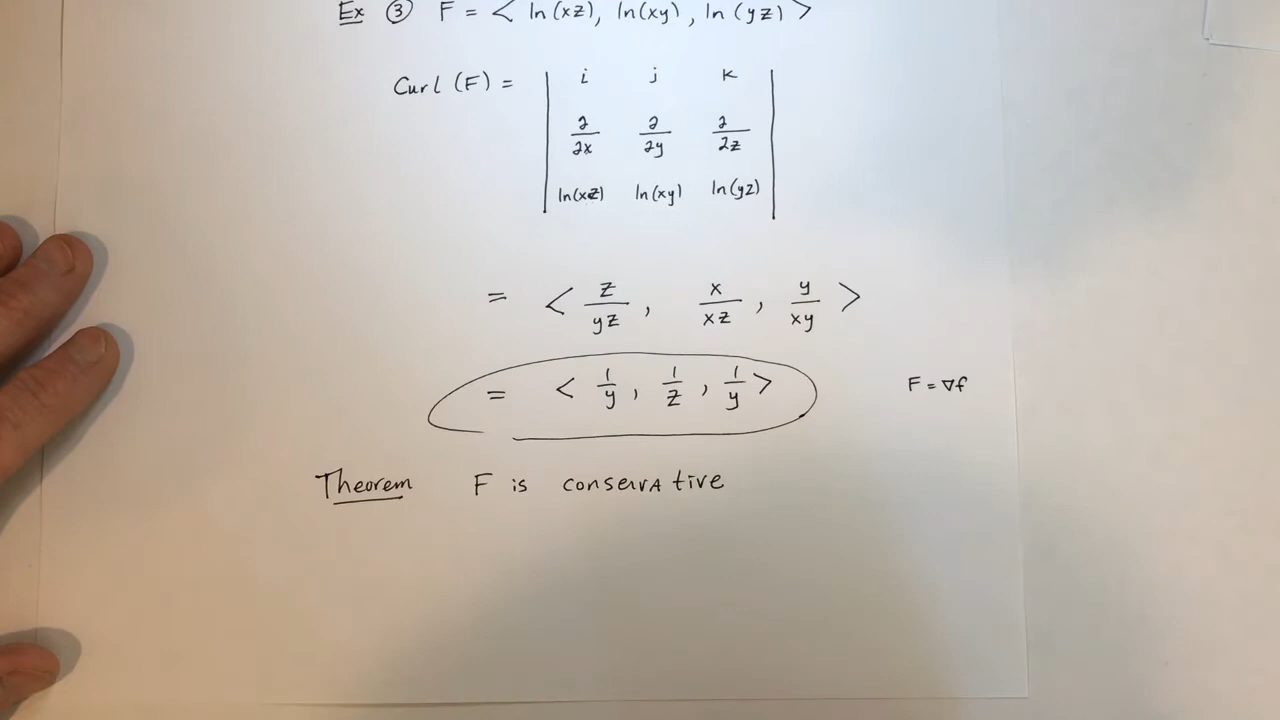 Ex ③ F = < ln(xz), ln(xy), ln(yz) >
Curl (F) = | i j k |
∂/∂x ∂/∂y ∂/∂z
ln(xz) ln(xy) ln(yz)
= < z/yz, x/xz, y/xy >
= < 1/y, 1/z, 1/y >
F = ∇f
Theorem F is conservative